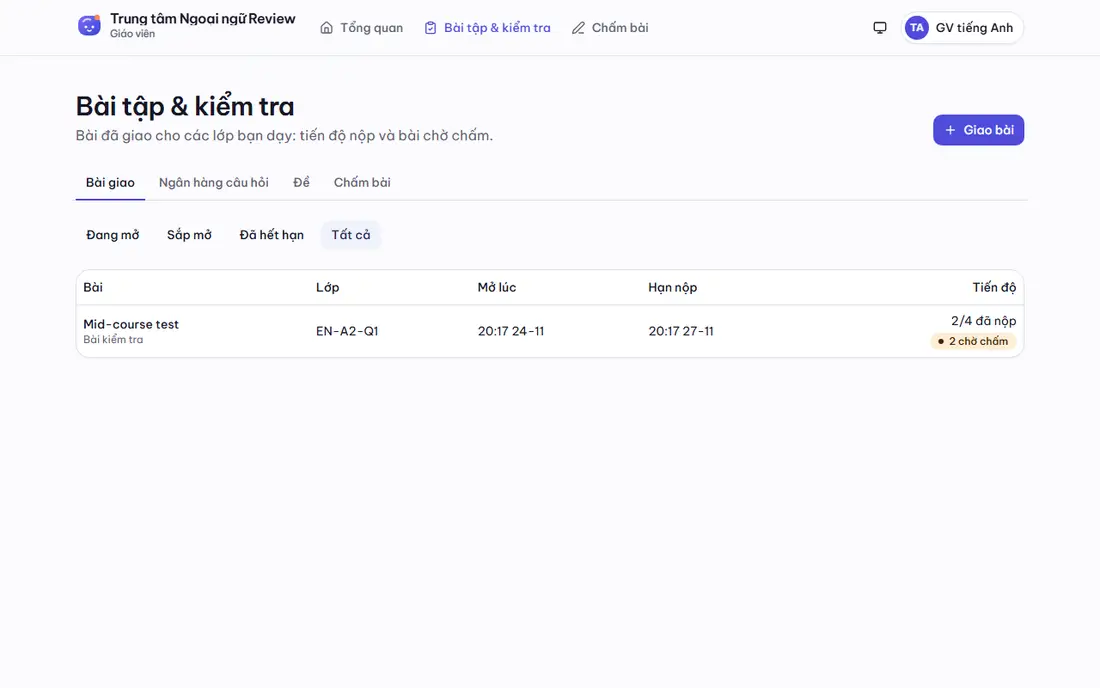 Trung tâm Ngoại ngữ Review
Giáo viên
Tổng quan
Bài tập & kiểm tra
Chấm bài
TA
GV tiếng Anh
Bài tập & kiểm tra
Bài đã giao cho các lớp bạn dạy: tiến độ nộp và bài chờ chấm.
+ Giao bài
Bài giao
Ngân hàng câu hỏi
Đề
Chấm bài
Đang mở
Sắp mở
Đã hết hạn
Tất cả
Bài
Lớp
Mở lúc
Hạn nộp
Tiến độ
Mid-course test
Bài kiểm tra
EN-A2-Q1
20:17 24-11
20:17 27-11
2/4 đã nộp
2 chờ chấm